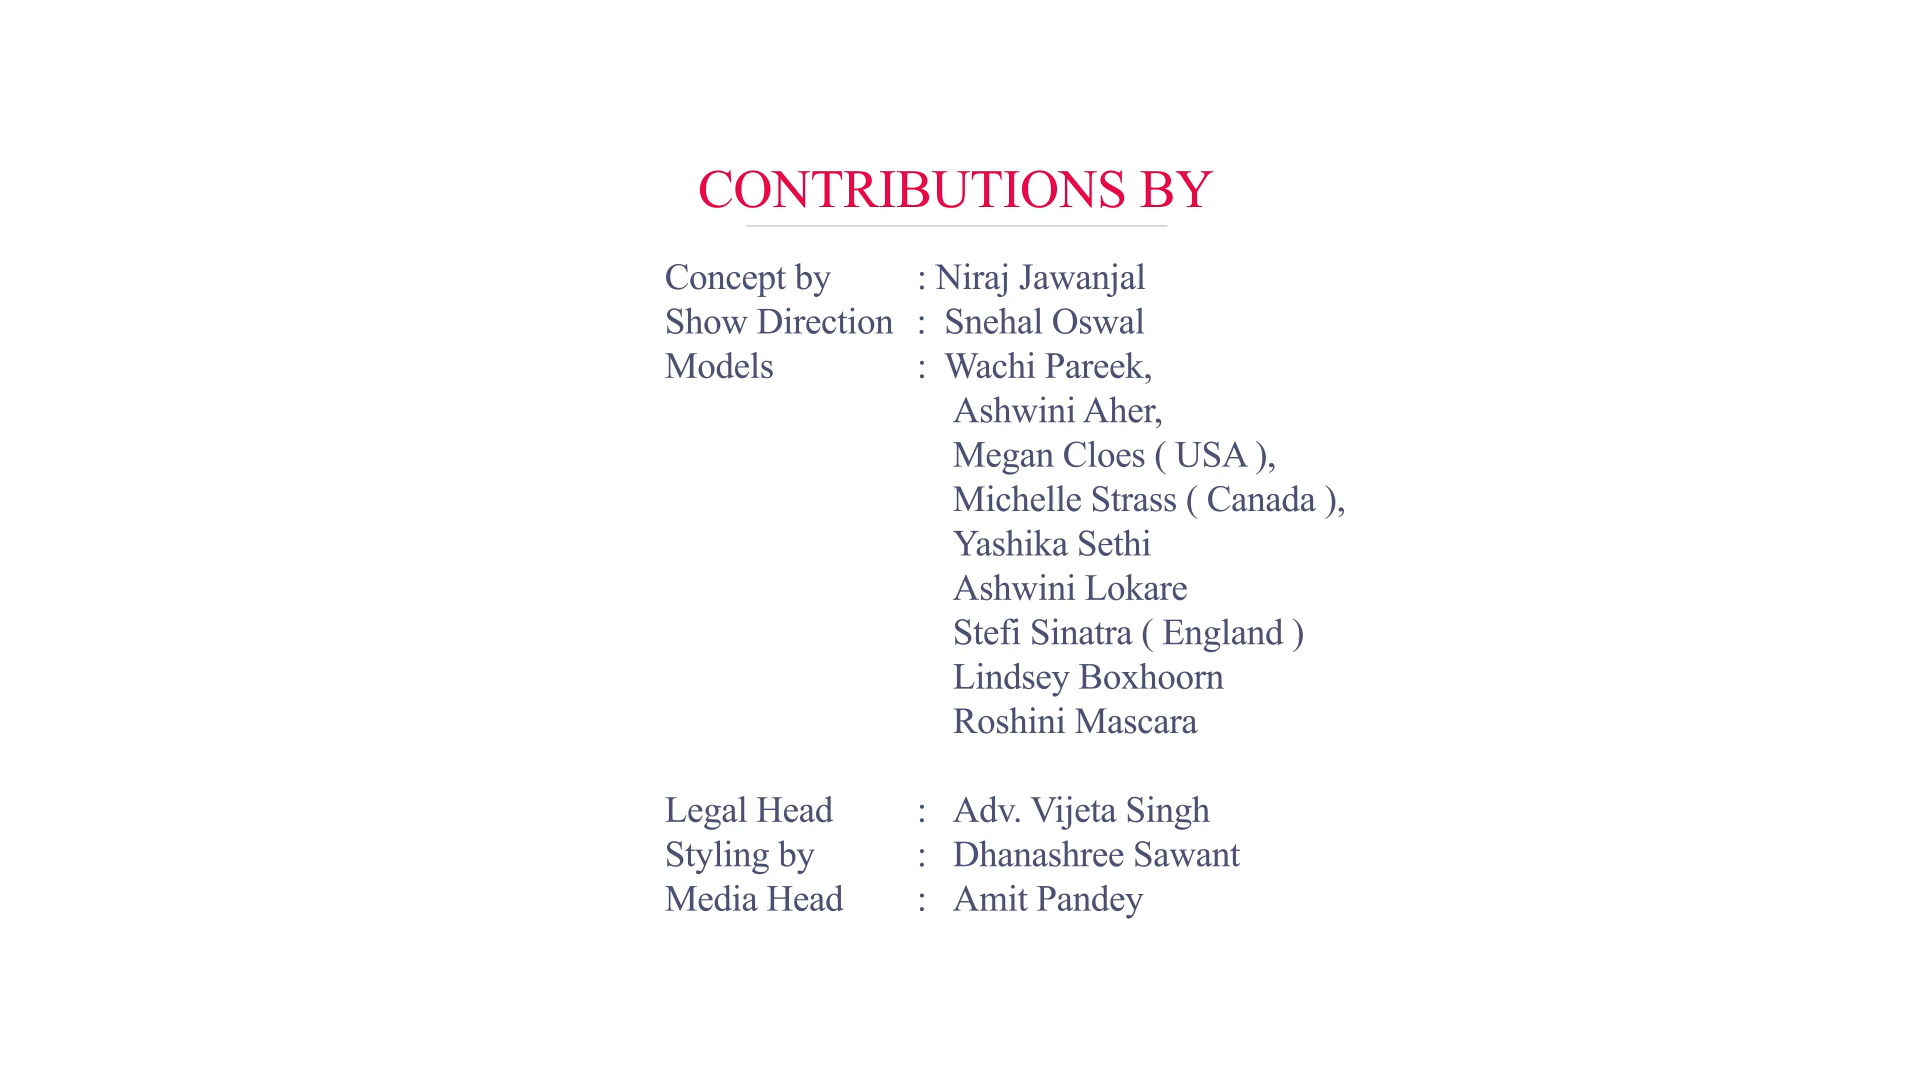 CONTRIBUTIONS BY
Concept by : Niraj Jawanjal
Show Direction : Snehal Oswal
Models : Wachi Pareek,
Ashwini Aher,
Megan Cloes ( USA ),
Michelle Strass ( Canada ),
Yashika Sethi
Ashwini Lokare
Stefi Sinatra ( England )
Lindsey Boxhoorn
Roshini Mascara
Legal Head : Adv. Vijeta Singh
Styling by : Dhanashree Sawant
Media Head : Amit Pandey